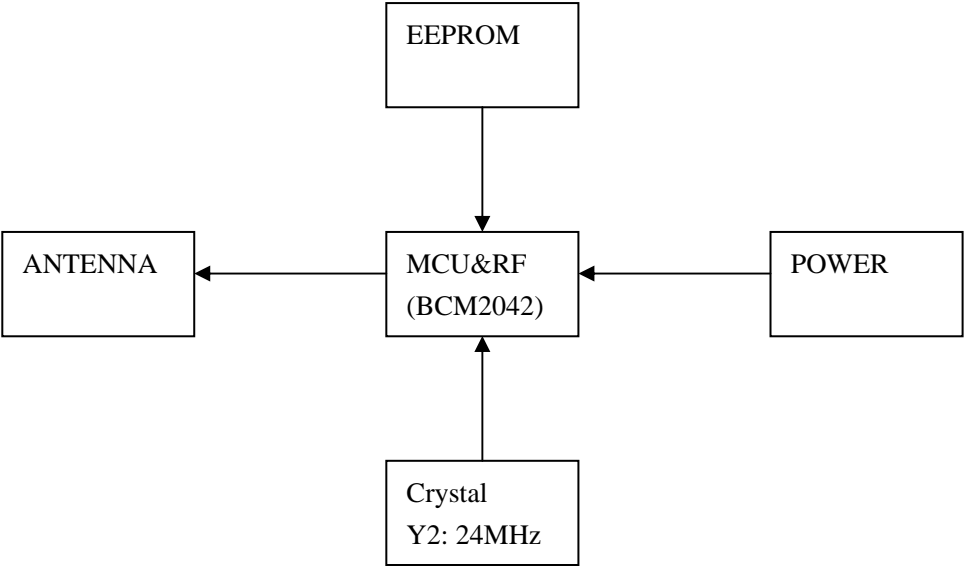 EEPROM
ANTENNA
MCU&RF
(BCM2042)
POWER
Crystal
Y2: 24MHz